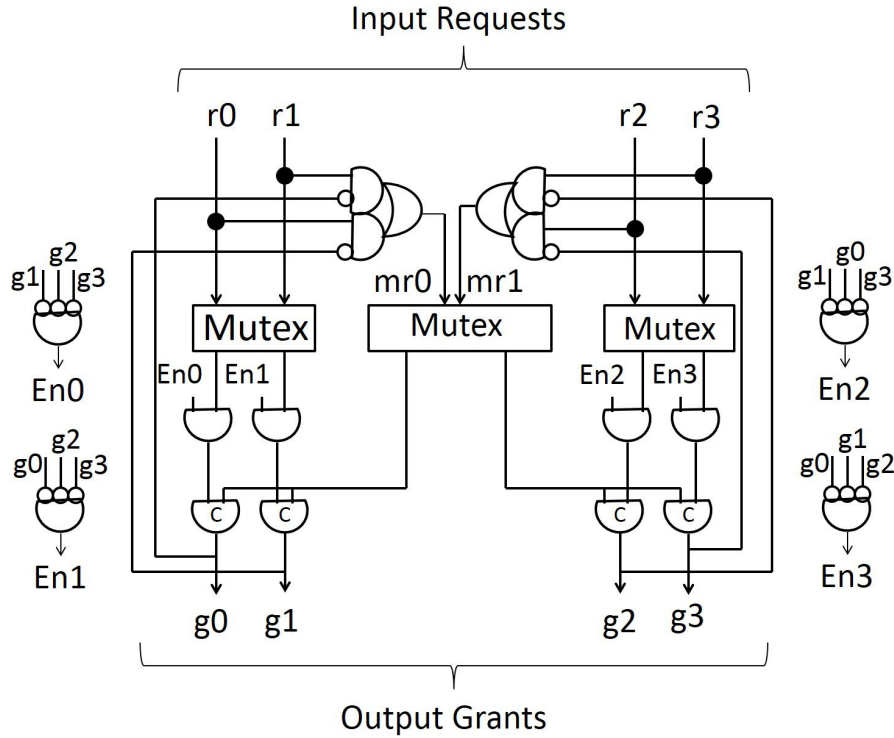 Input Requests
r0 r1 r2 r3
g2
g1 g3
En0
g0
g1 g3
En2
mr0 mr1
Mutex Mutex Mutex
En0 En1 En2 En3
g2
g0 g3
En1
g1
g0 g2
En3
C C C C
g0 g1 g2 g3
Output Grants